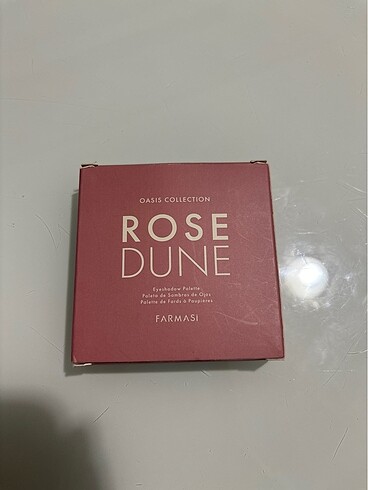 OASIS COLLECTION
ROSE
DUNE
Eyeshadow Palette
Paleta de Sombras de Ojos
Palette de Fards à Paupières
FARMASI